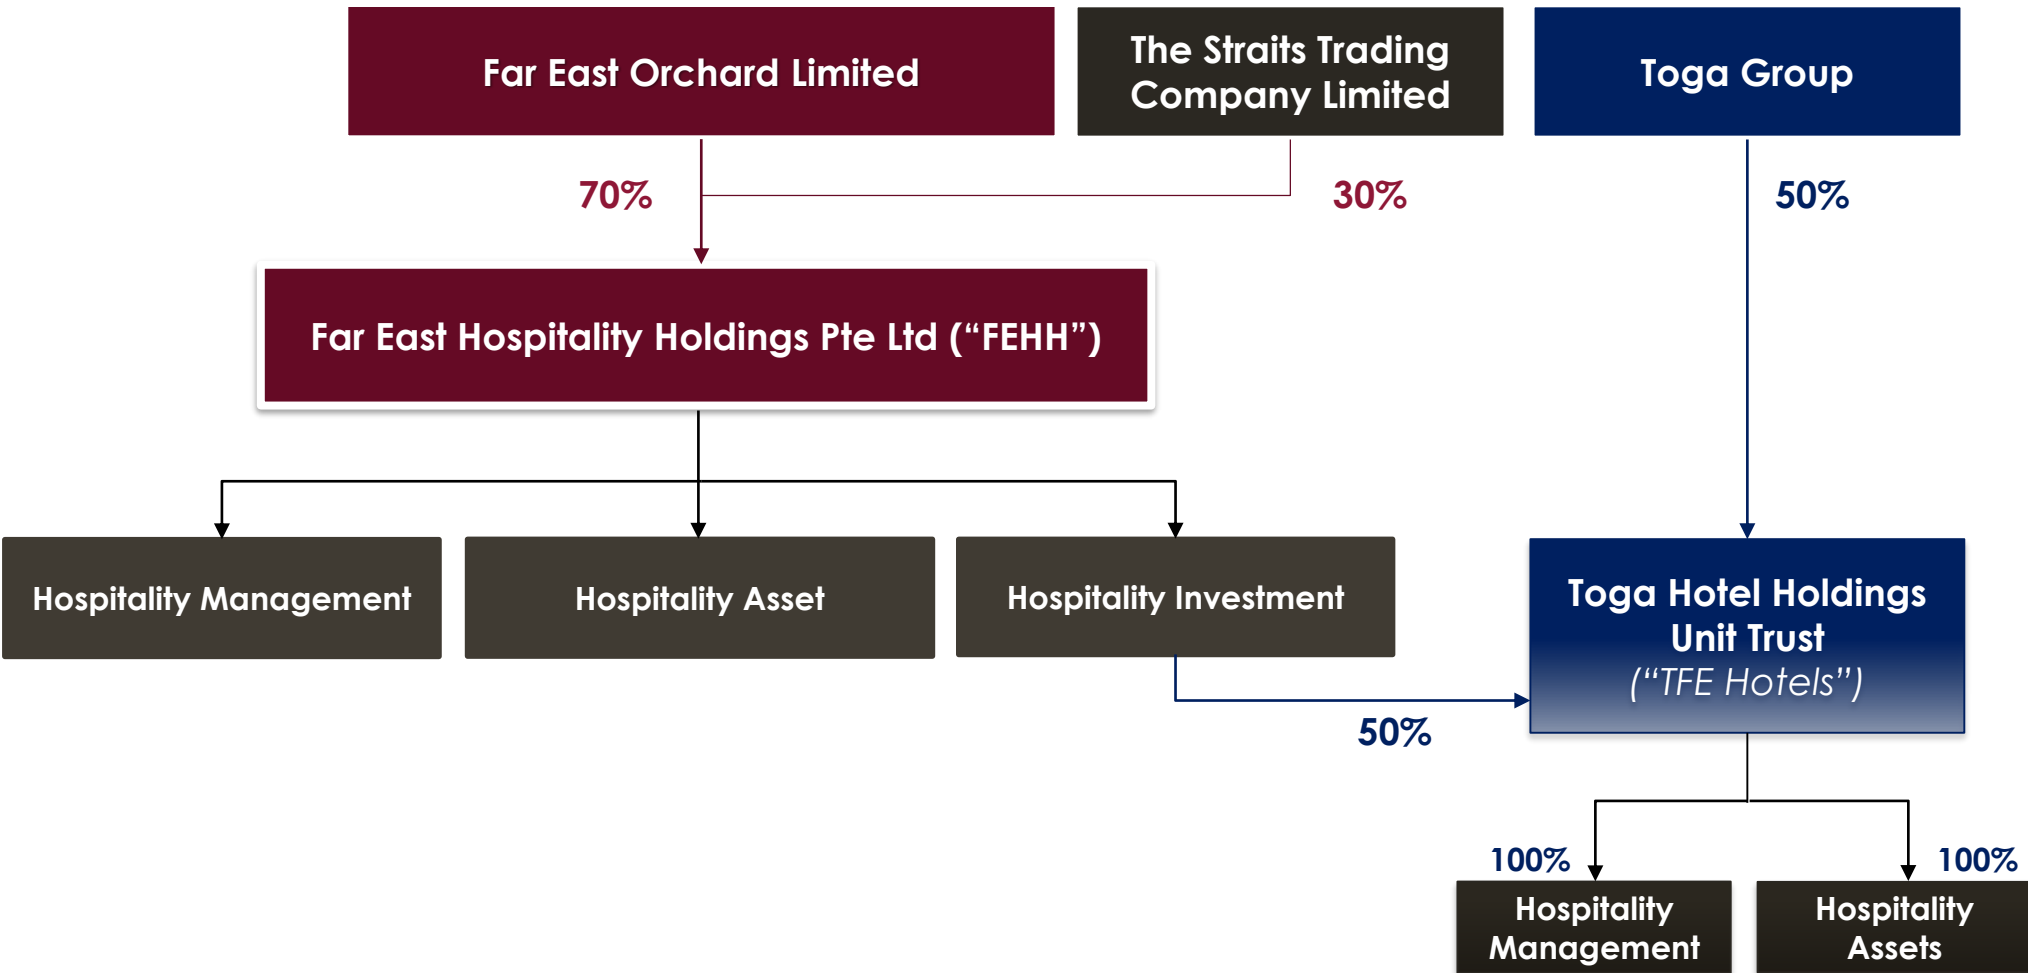 Far East Orchard Limited
The Straits Trading
Company Limited
Toga Group
70%
30%
50%
Far East Hospitality Holdings Pte Ltd (“FEHH”)
Hospitality Management
Hospitality Asset
Hospitality Investment
Toga Hotel Holdings
Unit Trust
(“TFE Hotels”)
50%
100%
100%
Hospitality
Management
Hospitality
Assets